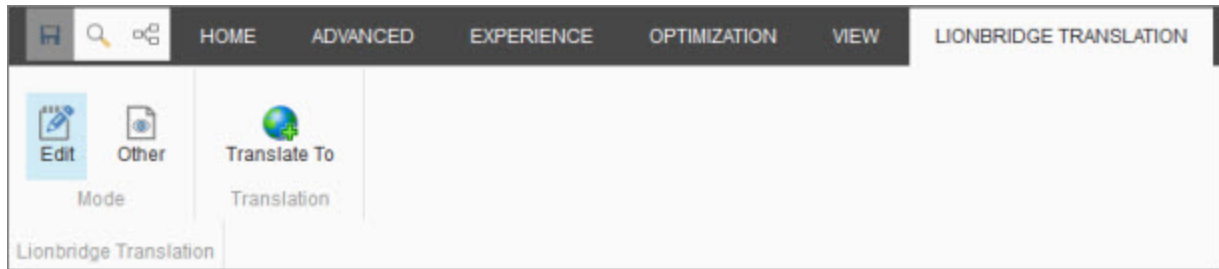 HOME ADVANCED EXPERIENCE OPTIMIZATION VIEW LIONBRIDGE TRANSLATION
Edit Other Translate To
Mode Translation
Lionbridge Translation